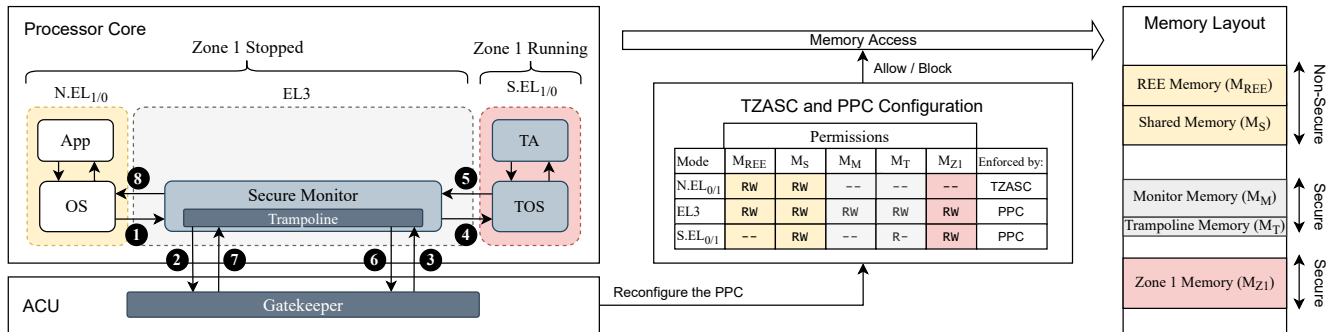 Processor Core
Zone 1 Stopped
Zone 1 Running
N.EL1/0
EL3
S.EL1/0
App
TA
8
5
OS
Secure Monitor
Trampoline
TOS
1
4
2
7
6
3
ACU
Gatekeeper
Reconfigure the PPC
Memory Access
Allow / Block
TZASC and PPC Configuration
Permissions
Mode MREE MS MM MT MZ1 Enforced by:
N.EL0/1 RW RW -- -- -- TZASC
EL3 RW RW RW RW RW PPC
S.EL0/1 -- RW -- R- RW PPC
Memory Layout
REE Memory (MREE)
Shared Memory (MS)
Non-Secure
Monitor Memory (MM)
Trampoline Memory (MT)
Secure
Zone 1 Memory (MZ1)
Secure